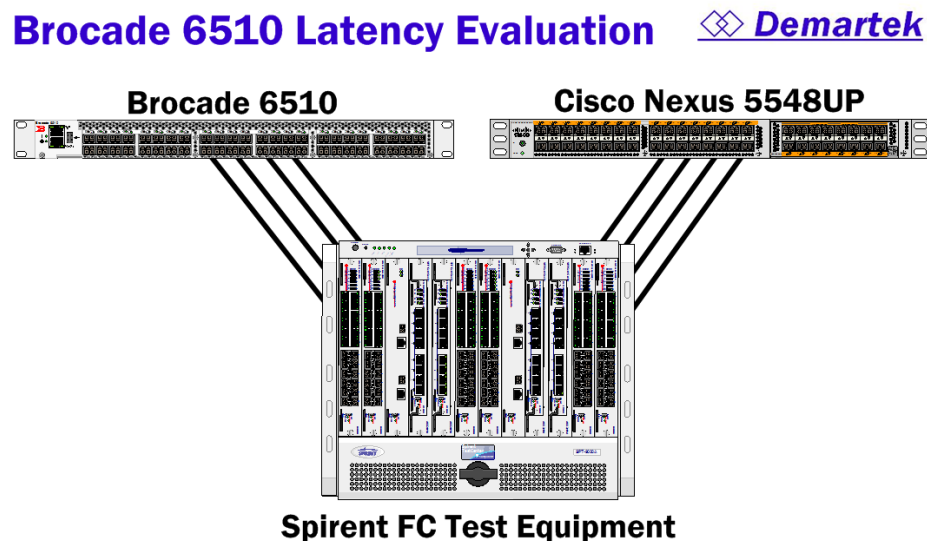 Brocade 6510 Latency Evaluation
Demartek
Brocade 6510
Cisco Nexus 5548UP
Spirent FC Test Equipment